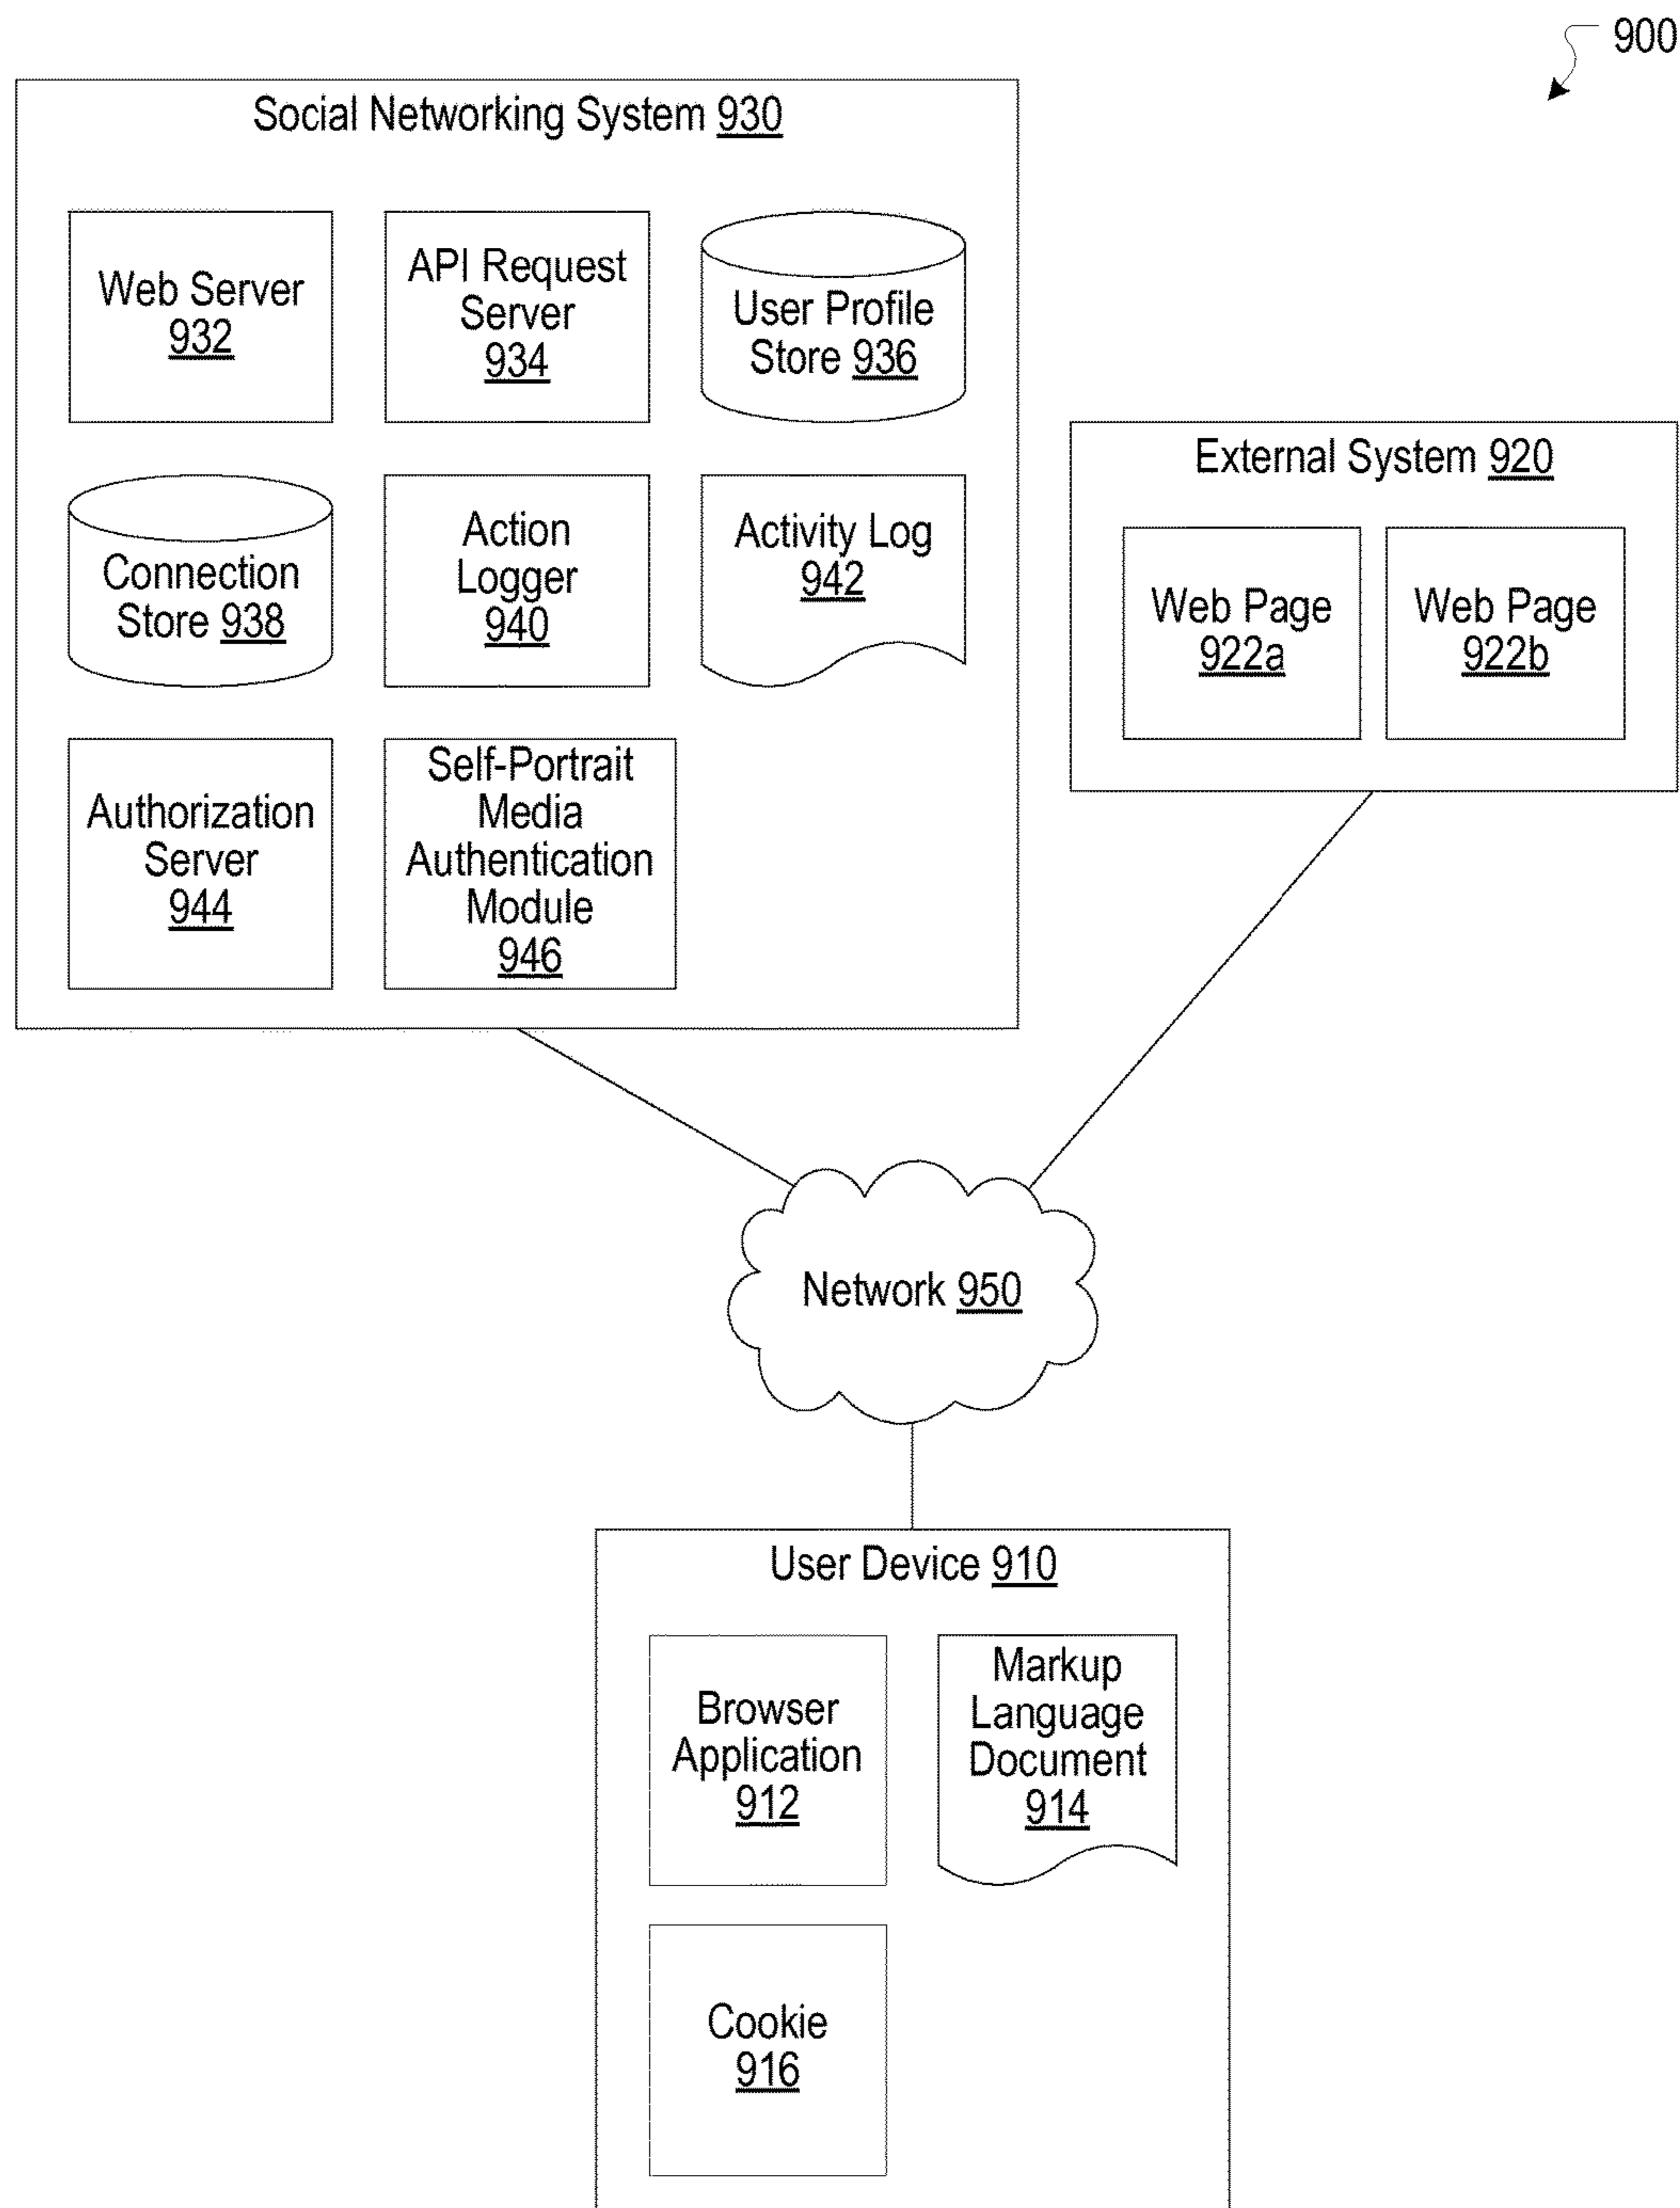 900
Social Networking System 930
Web Server
932
API Request
Server
934
User Profile
Store 936
Connection
Store 938
Action
Logger
940
Activity Log
942
Authorization
Server
944
Self-Portrait
Media
Authentication
Module
946
External System 920
Web Page
922a
Web Page
922b
Network 950
User Device 910
Browser
Application
912
Markup
Language
Document
914
Cookie
916